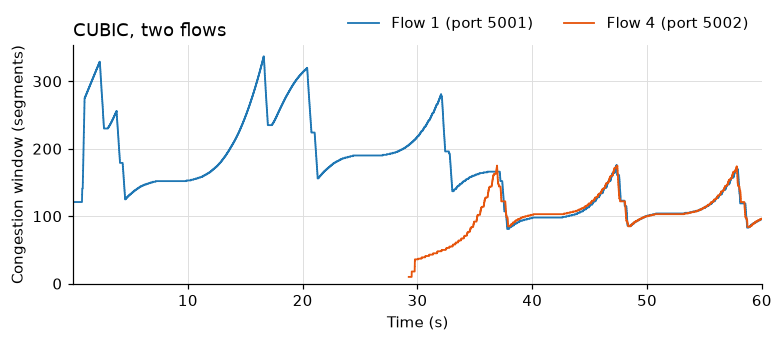 CUBIC, two flows
Flow 1 (port 5001)
Flow 4 (port 5002)
Congestion window (segments)
300
200
100
0
10
20
30
40
50
60
Time (s)